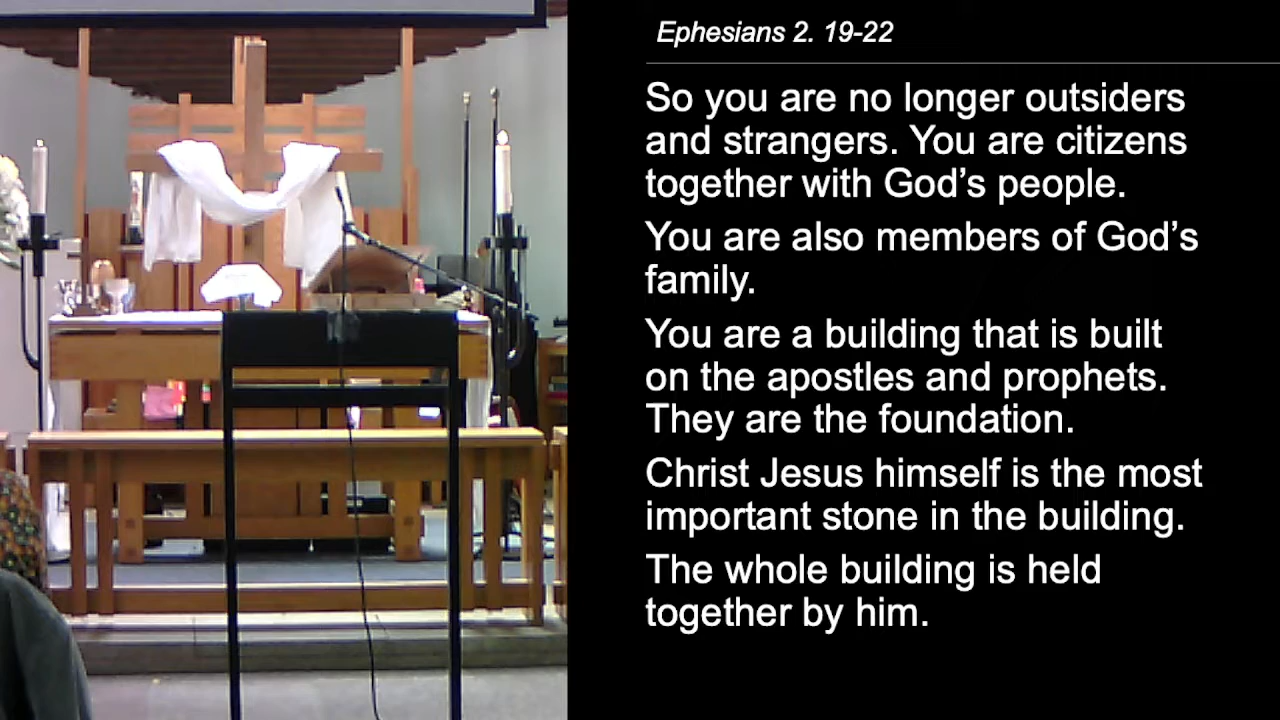 Ephesians 2. 19-22
So you are no longer outsiders
and strangers. You are citizens
together with God’s people.
You are also members of God’s
family.
You are a building that is built
on the apostles and prophets.
They are the foundation.
Christ Jesus himself is the most
important stone in the building.
The whole building is held
together by him.